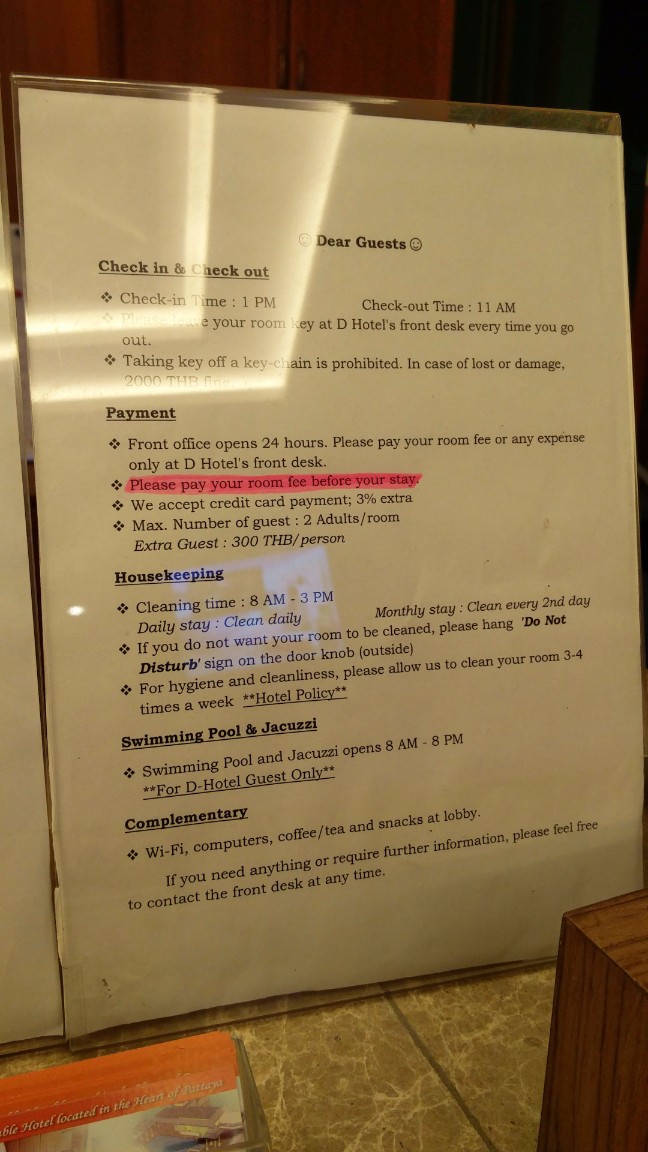 ☺Dear Guests☺
Check in & Check out
❖ Check-in Time : 1 PM Check-out Time : 11 AM
❖ Please leave your room key at D Hotel's front desk every time you go
out.
❖ Taking key off a key-chain is prohibited. In case of lost or damage,
2000 THB fine.
Payment
❖ Front office opens 24 hours. Please pay your room fee or any expense
only at D Hotel's front desk.
❖ Please pay your room fee before your stay.
❖ We accept credit card payment; 3% extra
❖ Max. Number of guest : 2 Adults/room
Extra Guest : 300 THB/person
Housekeeping
❖ Cleaning time : 8 AM - 3 PM
Daily stay : Clean daily Monthly stay : Clean every 2nd day
❖ If you do not want your room to be cleaned, please hang 'Do Not
Disturb' sign on the door knob (outside)
❖ For hygiene and cleanliness, please allow us to clean your room 3-4
times a week **Hotel Policy**
Swimming Pool & Jacuzzi
❖ Swimming Pool and Jacuzzi opens 8 AM - 8 PM
**For D-Hotel Guest Only**
Complementary
❖ Wi-Fi, computers, coffee/tea and snacks at lobby.
If you need anything or require further information, please feel free
to contact the front desk at any time.
Hotel located in the Heart of Pattaya